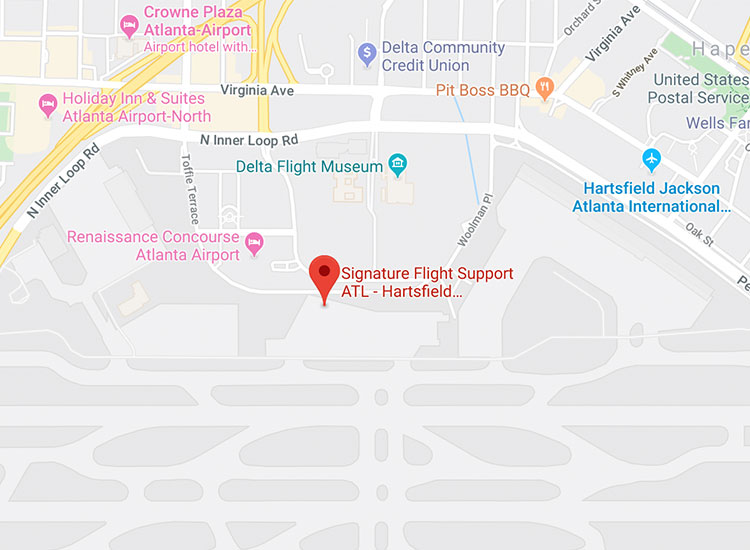 Crowne Plaza
Atlanta-Airport
Airport hotel with...
Orchard S
Virginia Ave
Hape
Delta Community
Credit Union
S Whitney Ave
United States
Postal Service
Virginia Ave
Pit Boss BBQ
Holiday Inn & Suites
Atlanta Airport-North
Wells Far
N Inner Loop Rd
N Inner Loop Rd
Toffie Terrace
Delta Flight Museum
Hartsfield Jackson
Atlanta International...
Woolman Pl
Oak St
Renaissance Concourse
Atlanta Airport
Signature Flight Support
ATL - Hartsfield...
Pe